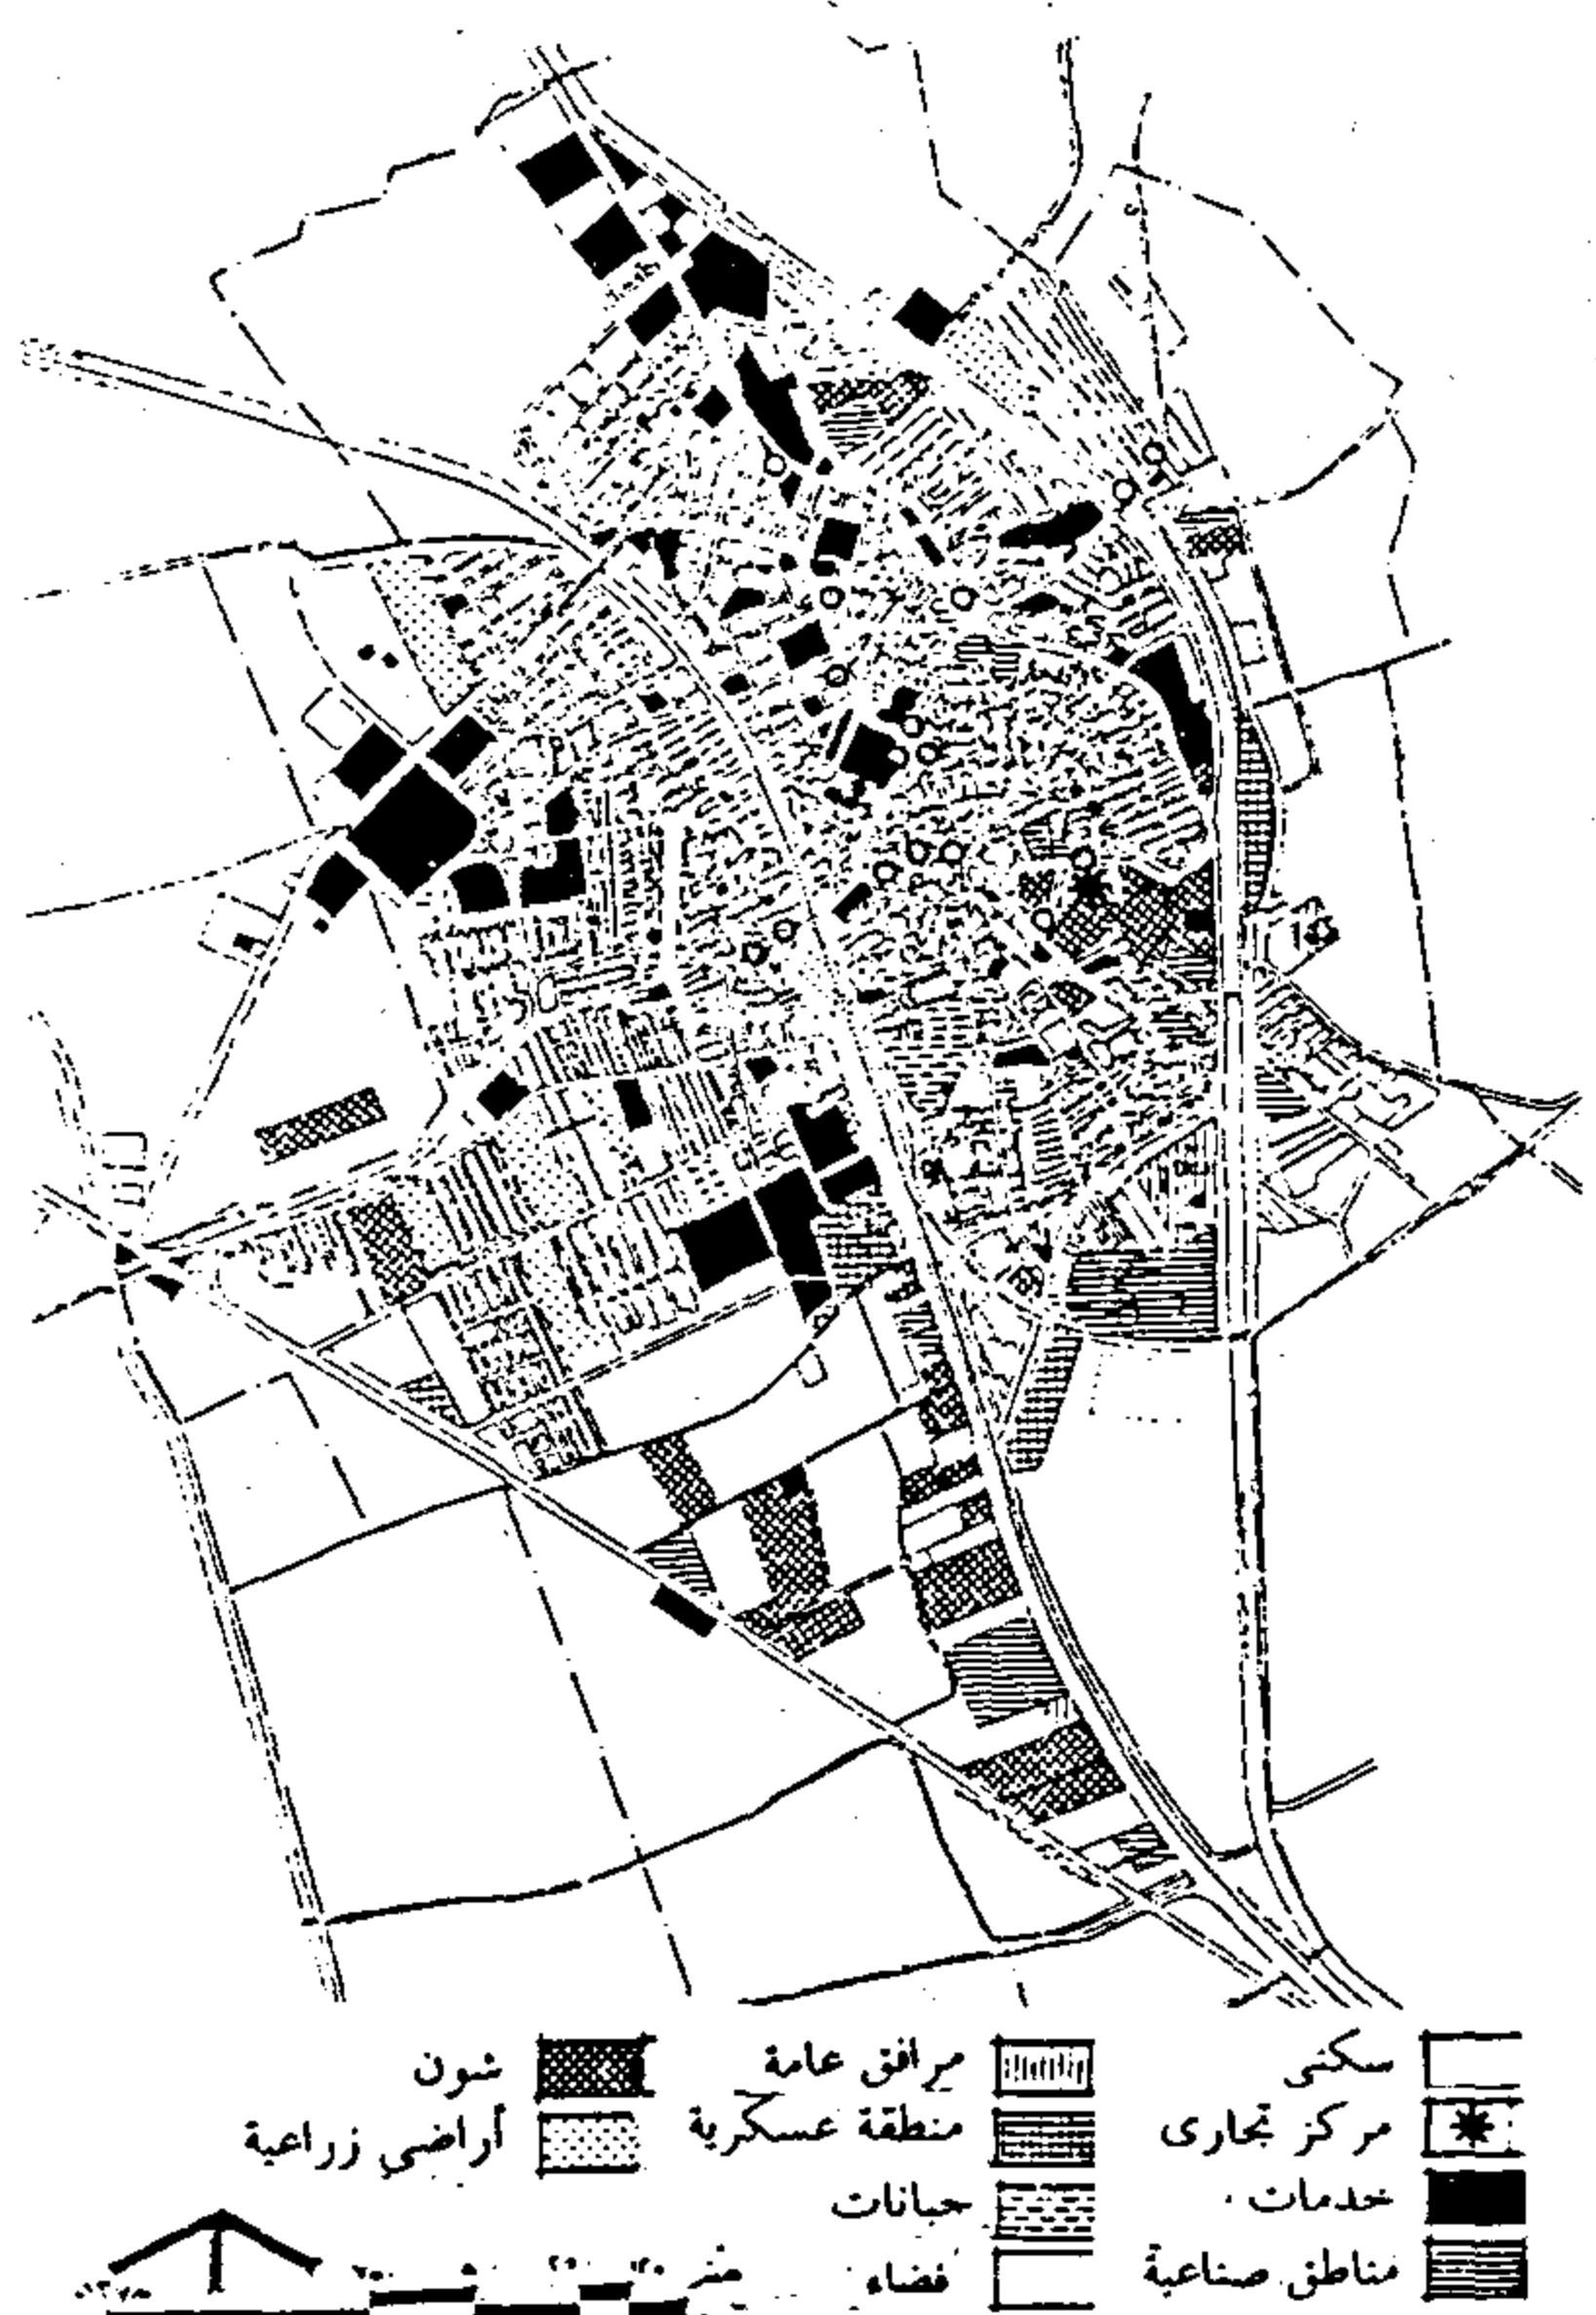 سكنى
مركز تجارى
خدمات
مناطق صناعية
مرافق عامة
منطقة عسكرية
جبانات
فضاء
شون
أراضي زراعية